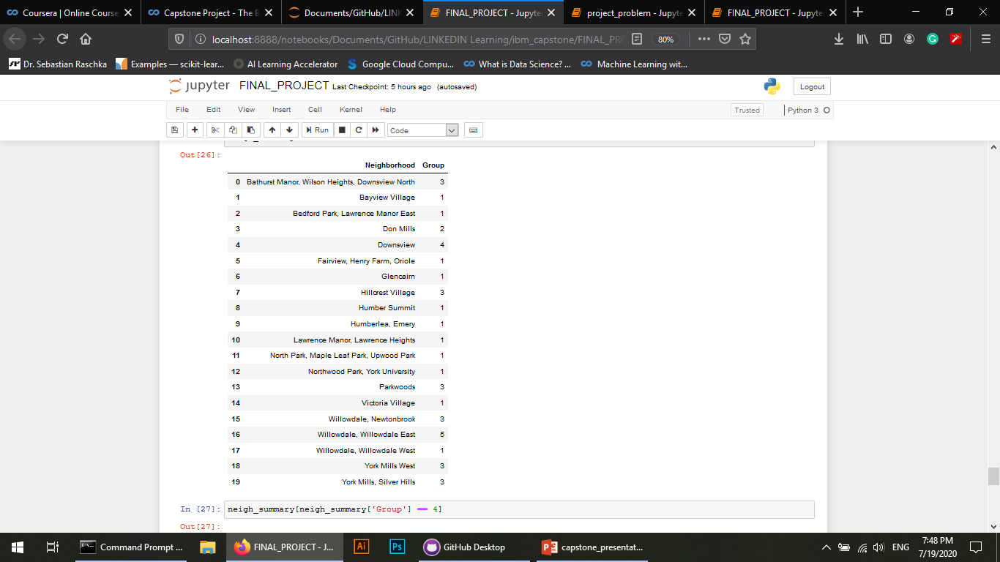 Coursera | Online Course
Capstone Project - The B
Documents/GitHub/LINK
FINAL_PROJECT - Jupyte
project_problem - Jupyte
FINAL_PROJECT - Jupyte
localhost:8888/notebooks/Documents/GitHub/LINKEDIN Learning/ibm_capstone/FINAL_PRO
80%
Dr. Sebastian Raschka
Examples — scikit-lear...
AI Learning Accelerator
Google Cloud Compu...
What is Data Science? ...
Machine Learning wit...
jupyter FINAL_PROJECT Last Checkpoint: 5 hours ago (autosaved)
Logout
File Edit View Insert Cell Kernel Help
Trusted
Python 3
Run
Code
Out[26]:
Neighborhood Group
0 Bathurst Manor, Wilson Heights, Downsview North 3
1 Bayview Village 1
2 Bedford Park, Lawrence Manor East 1
3 Don Mills 2
4 Downsview 4
5 Fairview, Henry Farm, Oriole 1
6 Glencairn 1
7 Hillcrest Village 3
8 Humber Summit 1
9 Humberlea, Emery 1
10 Lawrence Manor, Lawrence Heights 1
11 North Park, Maple Leaf Park, Upwood Park 1
12 Northwood Park, York University 1
13 Parkwoods 3
14 Victoria Village 1
15 Willowdale, Newtonbrook 3
16 Willowdale, Willowdale East 5
17 Willowdale, Willowdale West 1
18 York Mills West 3
19 York Mills, Silver Hills 3
In [27]: neigh_summary[neigh_summary['Group'] == 4]
Out[27]:
Command Prompt ...
FINAL_PROJECT - J...
Ai
Ps
GitHub Desktop
capstone_presentat...
ENG
7:48 PM
7/19/2020